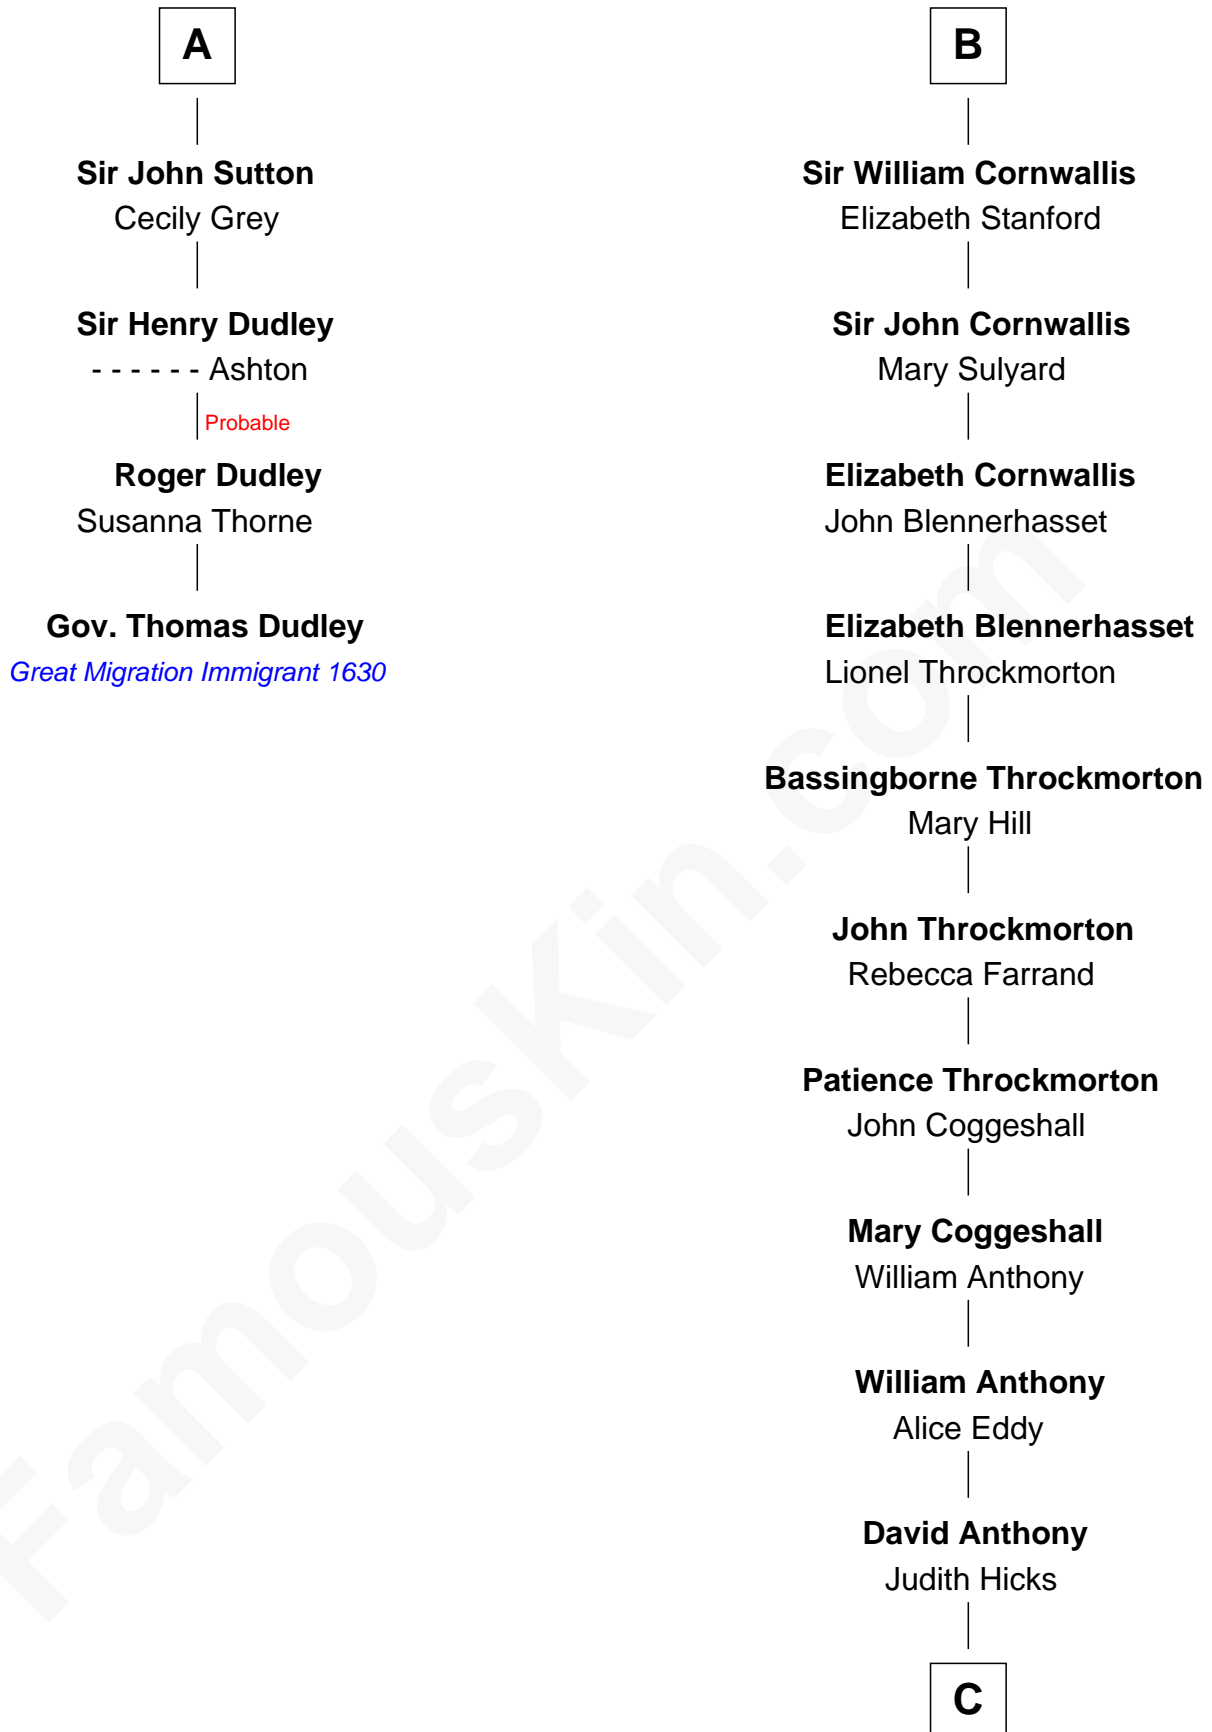 A
Sir John Sutton
Cecily Grey
Sir Henry Dudley
- - - - - - Ashton
Probable
Roger Dudley
Susanna Thorne
Gov. Thomas Dudley
Great Migration Immigrant 1630
B
Sir William Cornwallis
Elizabeth Stanford
Sir John Cornwallis
Mary Sulyard
Elizabeth Cornwallis
John Blennerhasset
Elizabeth Blennerhasset
Lionel Throckmorton
Bassingborne Throckmorton
Mary Hill
John Throckmorton
Rebecca Farrand
Patience Throckmorton
John Coggeshall
Mary Coggeshall
William Anthony
William Anthony
Alice Eddy
David Anthony
Judith Hicks
C
FamousKin.com